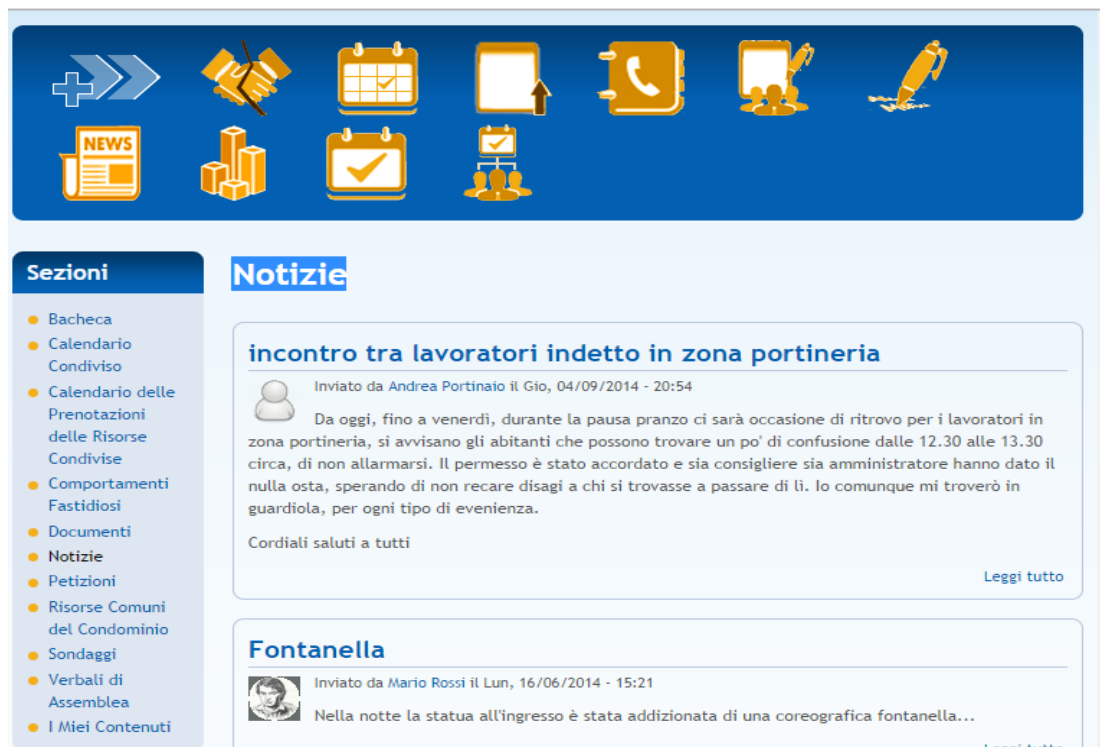 NEWS
Sezioni
Bacheca
Calendario
Condiviso
Calendario delle
Prenotazioni
delle Risorse
Condivise
Comportamenti
Fastidiosi
Documenti
Notizie
Petizioni
Risorse Comuni
del Condominio
Sondaggi
Verbali di
Assemblea
I Miei Contenuti
Notizie
incontro tra lavoratori indetto in zona portineria
Inviato da Andrea Portinaio il Gio, 04/09/2014 - 20:54
Da oggi, fino a venerdì, durante la pausa pranzo ci sarà occasione di ritrovo per i lavoratori in
zona portineria, si avvisano gli abitanti che possono trovare un po' di confusione dalle 12.30 alle 13.30
circa, di non allarmarsi. Il permesso è stato accordato e sia consigliere sia amministratore hanno dato il
nulla osta, sperando di non recare disagi a chi si trovasse a passare di lì. Io comunque mi troverò in
guardiola, per ogni tipo di evenienza.
Cordiali saluti a tutti
Leggi tutto
Fontanella
Inviato da Mario Rossi il Lun, 16/06/2014 - 15:21
Nella notte la statua all'ingresso è stata addizionata di una coreografica fontanella...
Leggi tutto